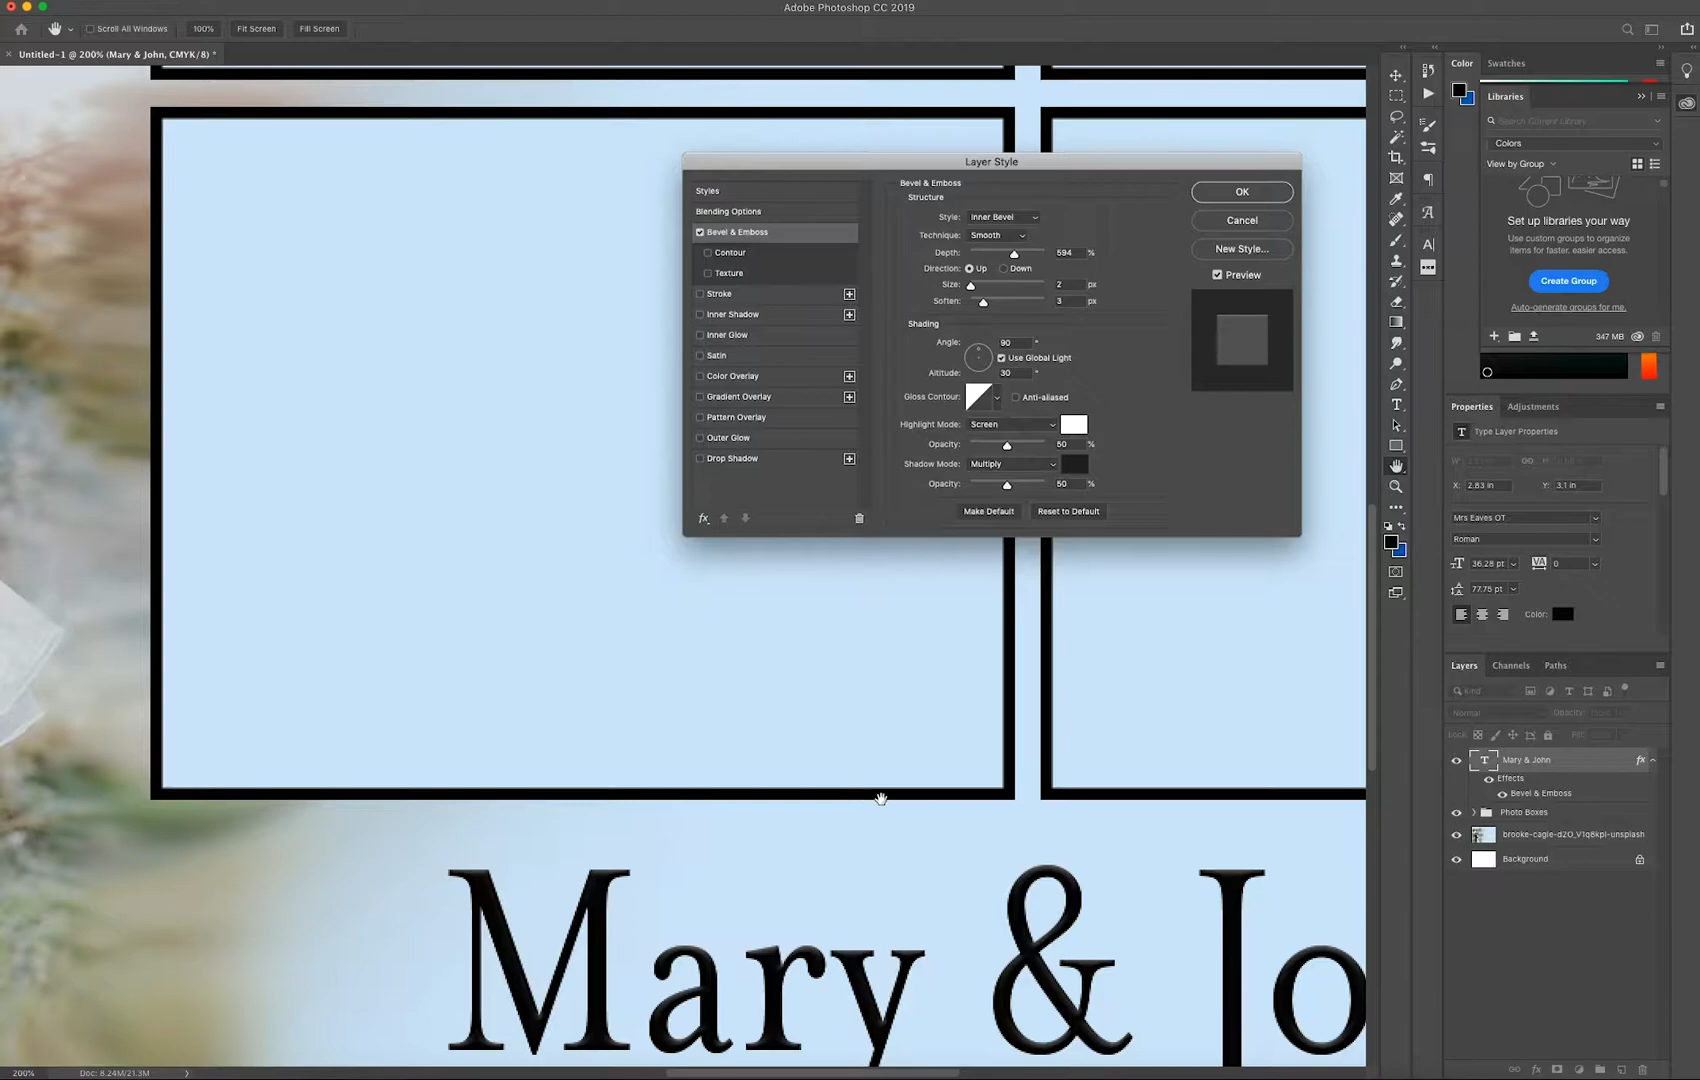 Adobe Photoshop CC 2019
Scroll All Windows 100% Fit Screen Fill Screen
Untitled-1 @ 200% (Mary & John, CMYK/8) *
Color Swatches
Libraries
Search Current Library
Colors
View by Group
Set up libraries your way
Use custom groups to organize
items for faster, easier access.
Create Group
Auto-generate groups for me.
347 MB
Layer Style
Styles
Blending Options
Bevel & Emboss
Contour
Texture
Stroke
Inner Shadow
Inner Glow
Satin
Color Overlay
Gradient Overlay
Pattern Overlay
Outer Glow
Drop Shadow
fx
Bevel & Emboss
Structure
Style: Inner Bevel
Technique: Smooth
Depth: 594 %
Direction: Up Down
Size: 2 px
Soften: 3 px
Shading
Angle: 90 °
Use Global Light
Altitude: 30 °
Gloss Contour: Anti-aliased
Highlight Mode: Screen
Opacity: 50 %
Shadow Mode: Multiply
Opacity: 50 %
Make Default Reset to Default
OK
Cancel
New Style...
Preview
Properties Adjustments
T Type Layer Properties
X: 2.83 in Y: 3.1 in
Mrs Eaves OT
Roman
36.28 pt VA 0
77.75 pt
Color:
Layers Channels Paths
Kind
Normal Opacity:
Lock: Fill:
T Mary & John fx
Effects
Bevel & Emboss
Photo Boxes
brooke-cagle-d2O_V1q8kpI-unsplash
Background
Mary & Jo
200% Doc: 8.24M/21.3M